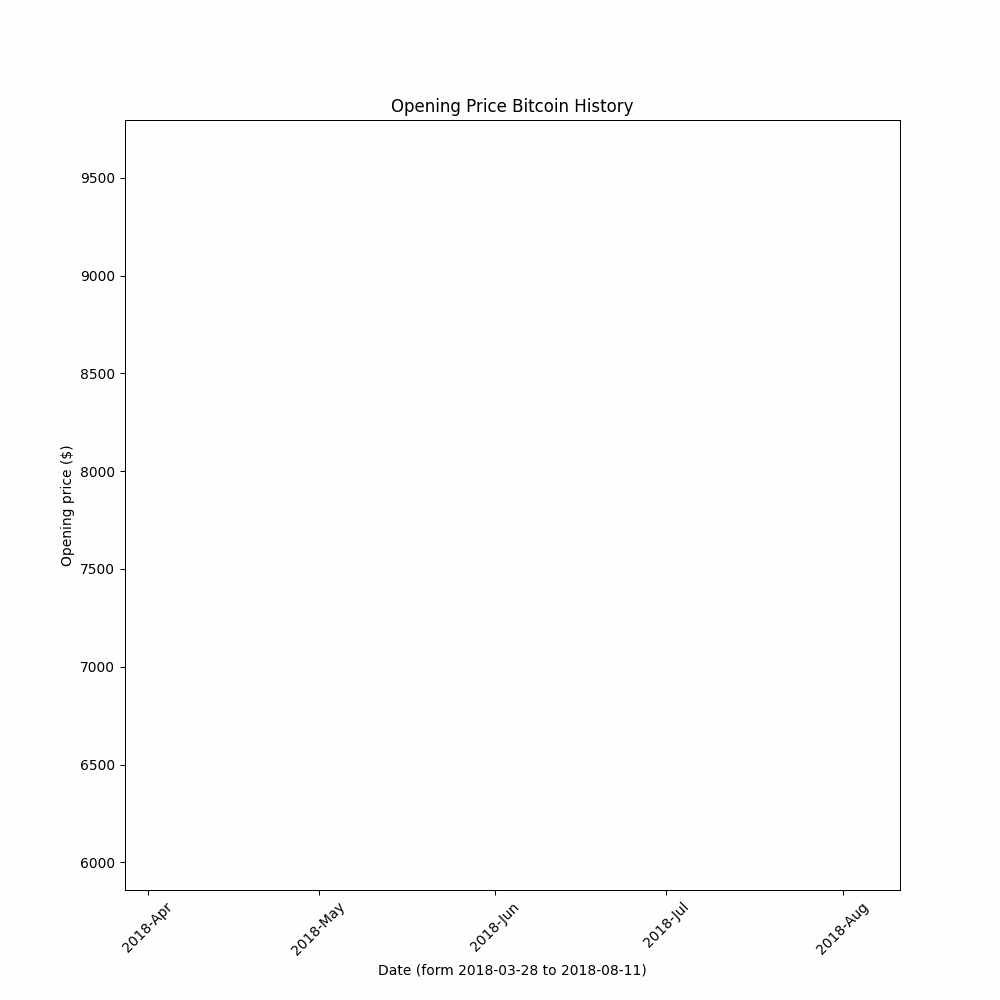 Opening Price Bitcoin History
9500
9000
8500
8000
7500
7000
6500
6000
Opening price ($)
2018-Apr
2018-May
2018-Jun
2018-Jul
2018-Aug
Date (form 2018-03-28 to 2018-08-11)